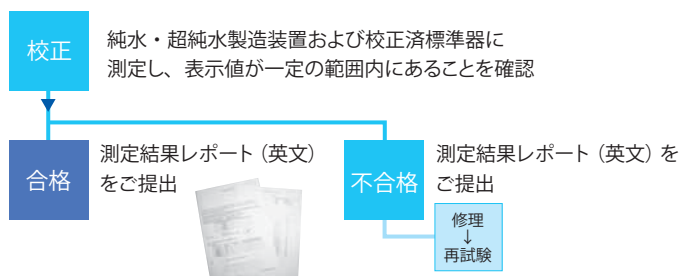 校正
純水・超純水製造装置および校正済標準器に
測定し、表示値が一定の範囲内にあることを確認
合格
測定結果レポート（英文）
をご提出
不合格
測定結果レポート（英文）を
ご提出
修理
↓
再試験